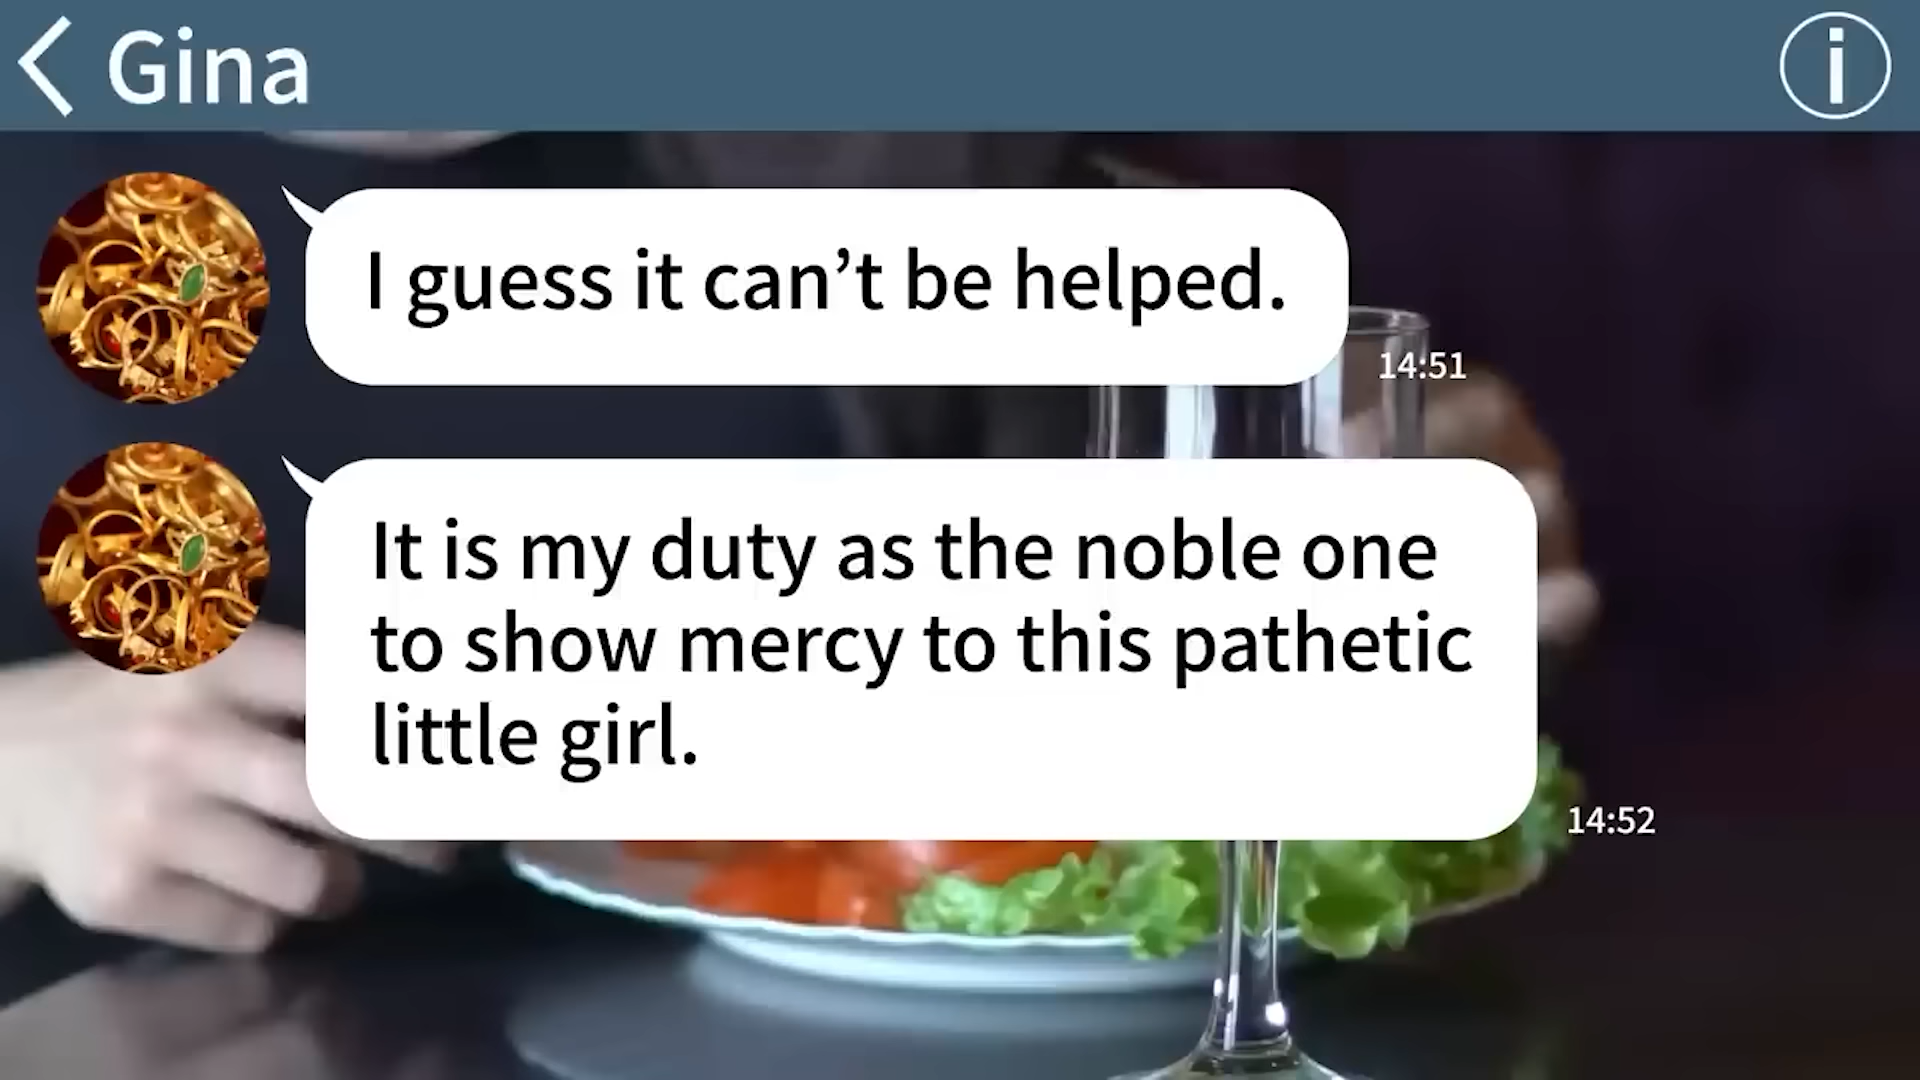 Gina
I guess it can’t be helped.
14:51
It is my duty as the noble one
to show mercy to this pathetic
little girl.
14:52